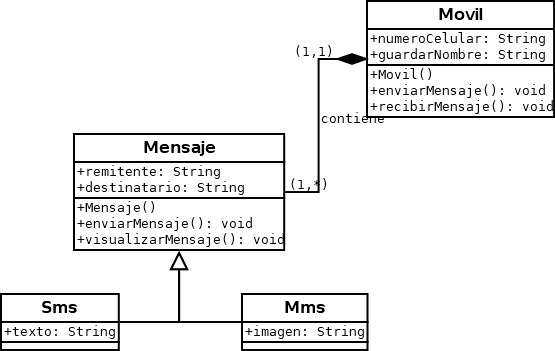 Movil
+numeroCelular: String
+guardarNombre: String
+Movil()
+enviarMensaje(): void
+recibirMensaje(): void
(1,1)
contiene
(1,*)
Mensaje
+remitente: String
+destinatario: String
+Mensaje()
+enviarMensaje(): void
+visualizarMensaje(): void
Sms
+texto: String
Mms
+imagen: String